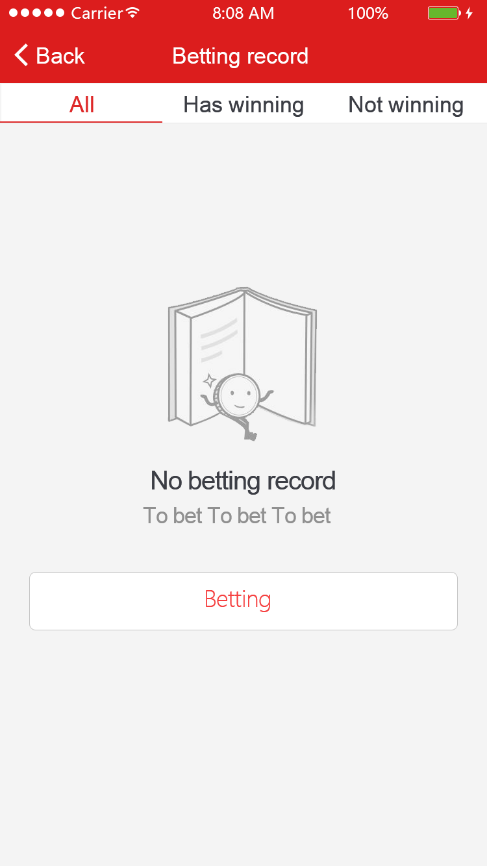 Carrier 8:08 AM 100%
Back Betting record
All Has winning Not winning
No betting record
To bet To bet To bet
Betting